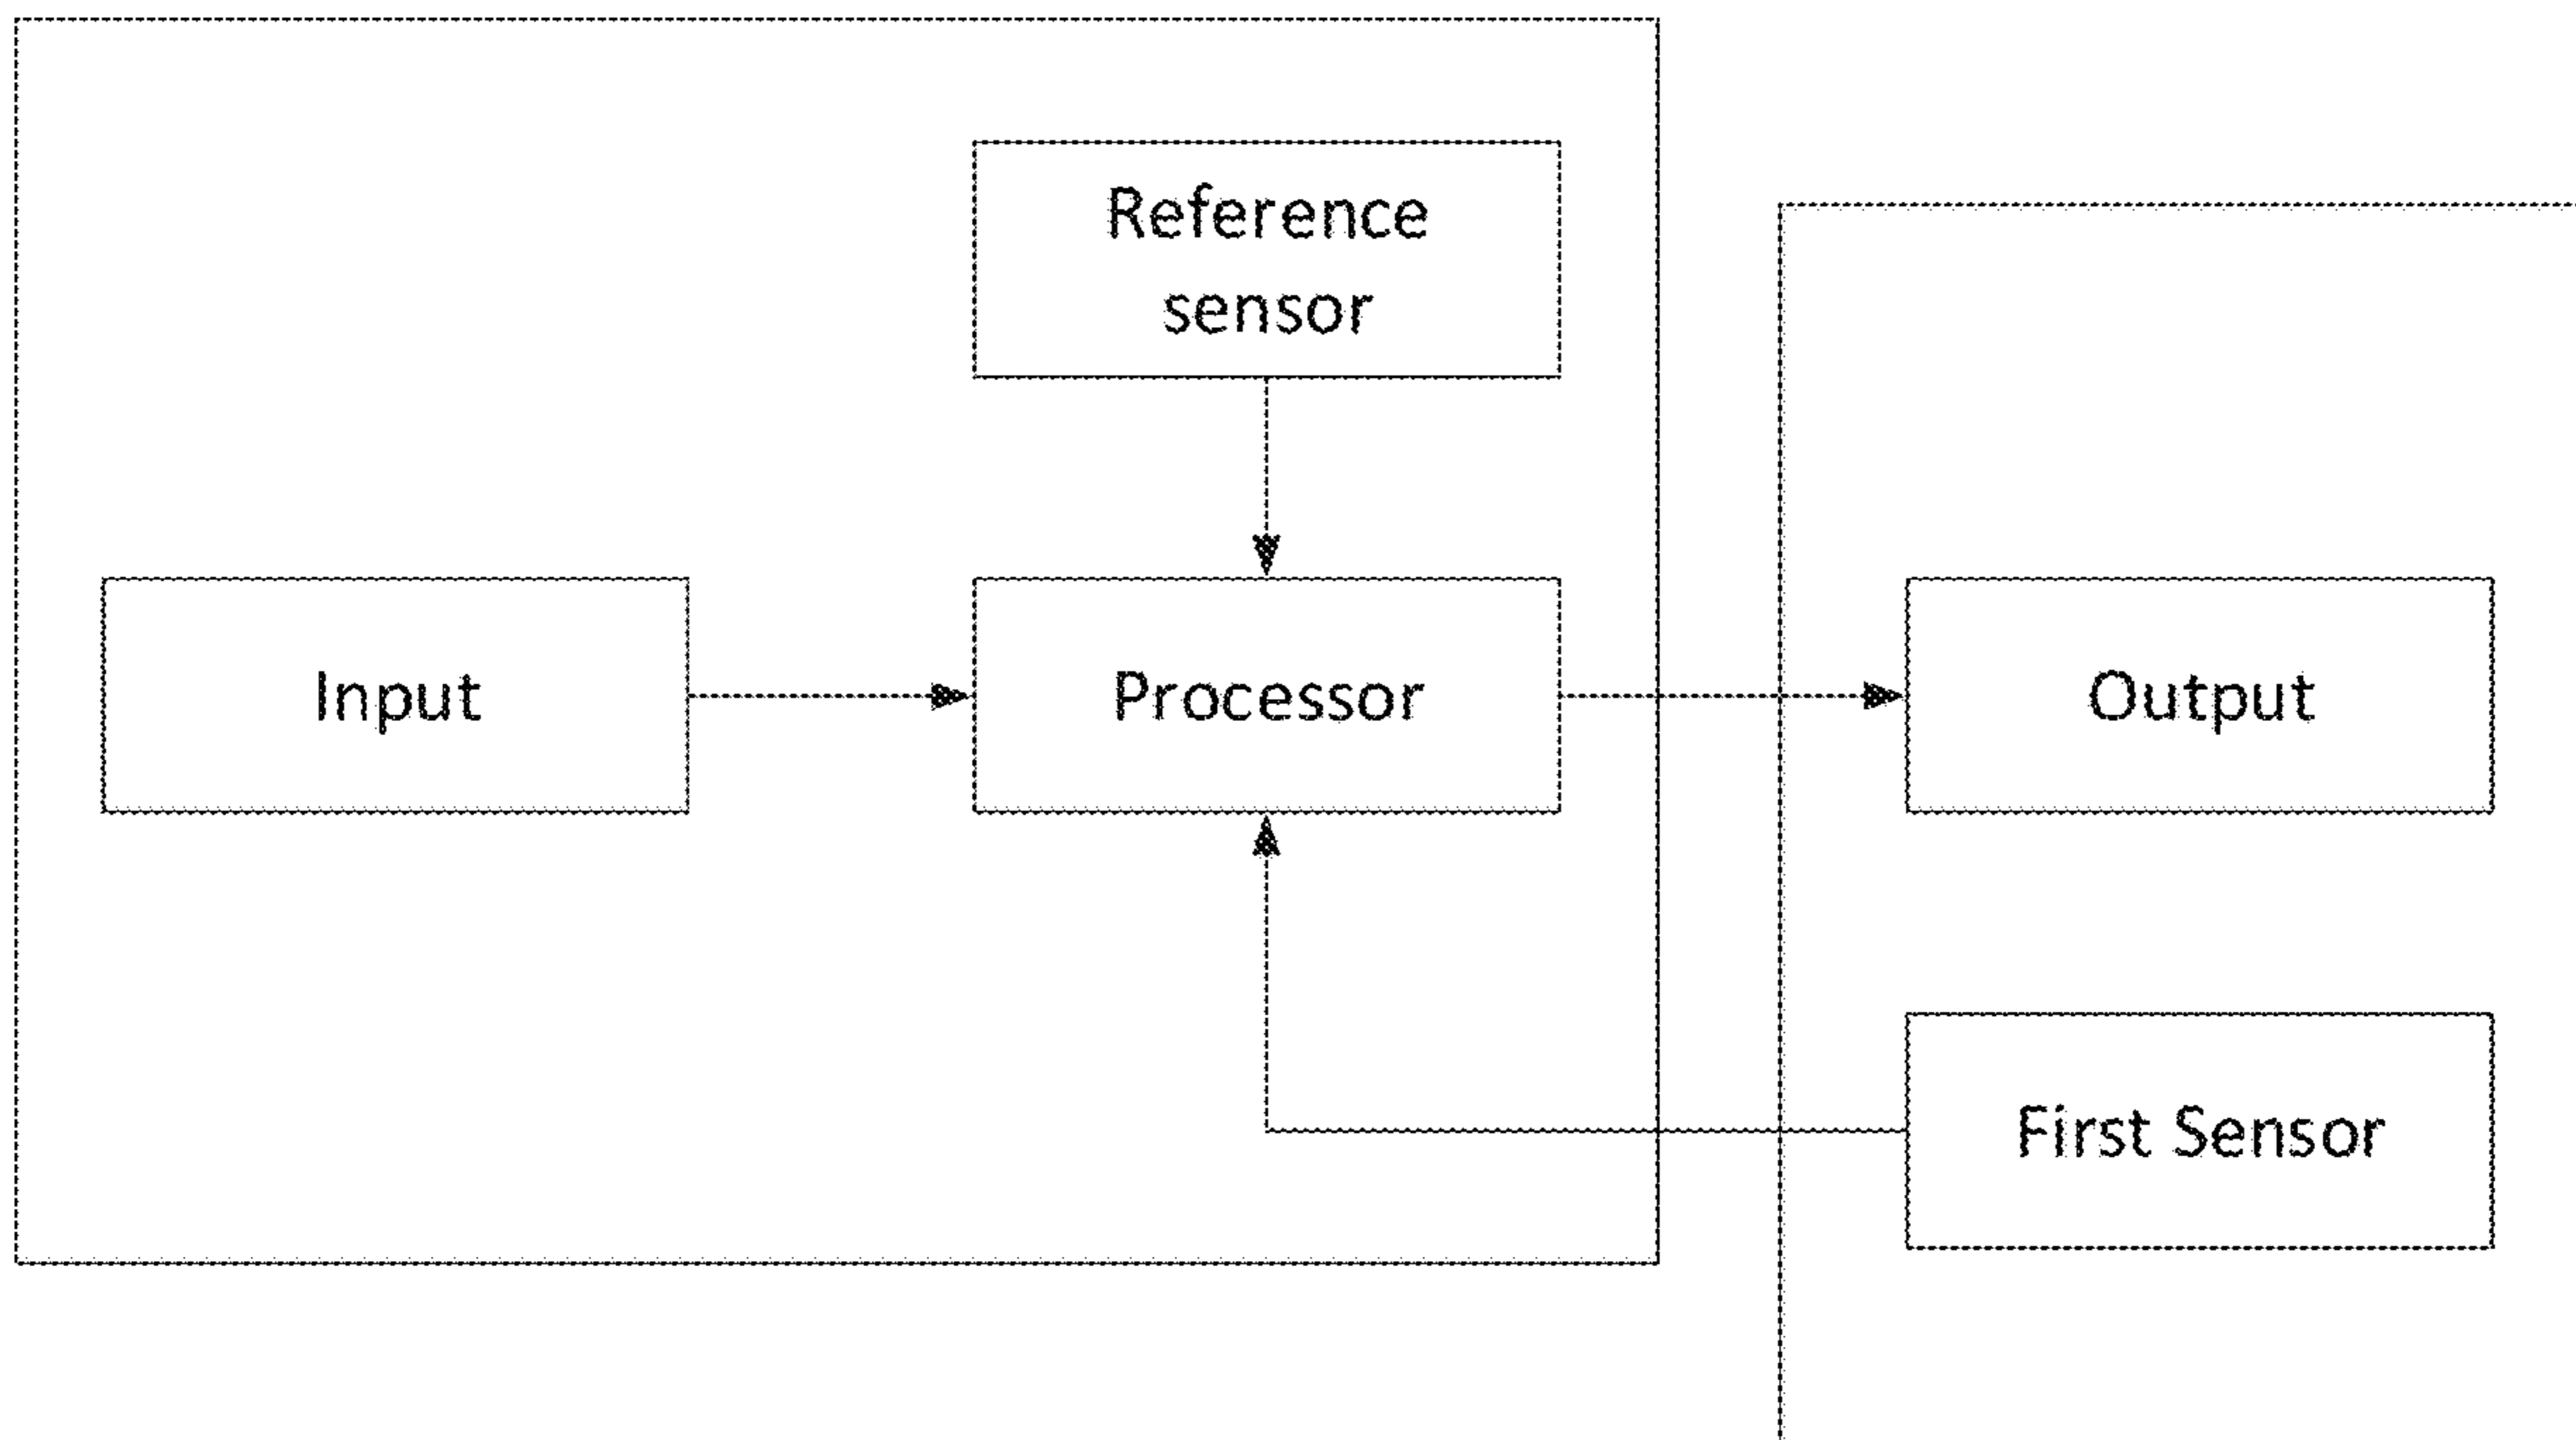 Reference
sensor
Input
Processor
Output
First Sensor